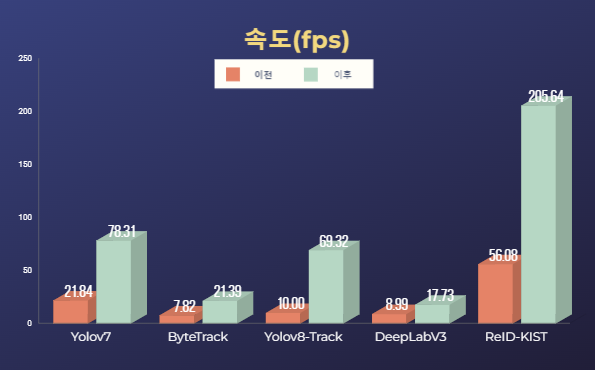 속도(fps)
이전 이후
250
200
150
100
50
0
21.84 78.31 7.82 21.39 10.00 69.32 8.99 17.73 56.08 205.64
Yolov7 ByteTrack Yolov8-Track DeepLabV3 ReID-KIST